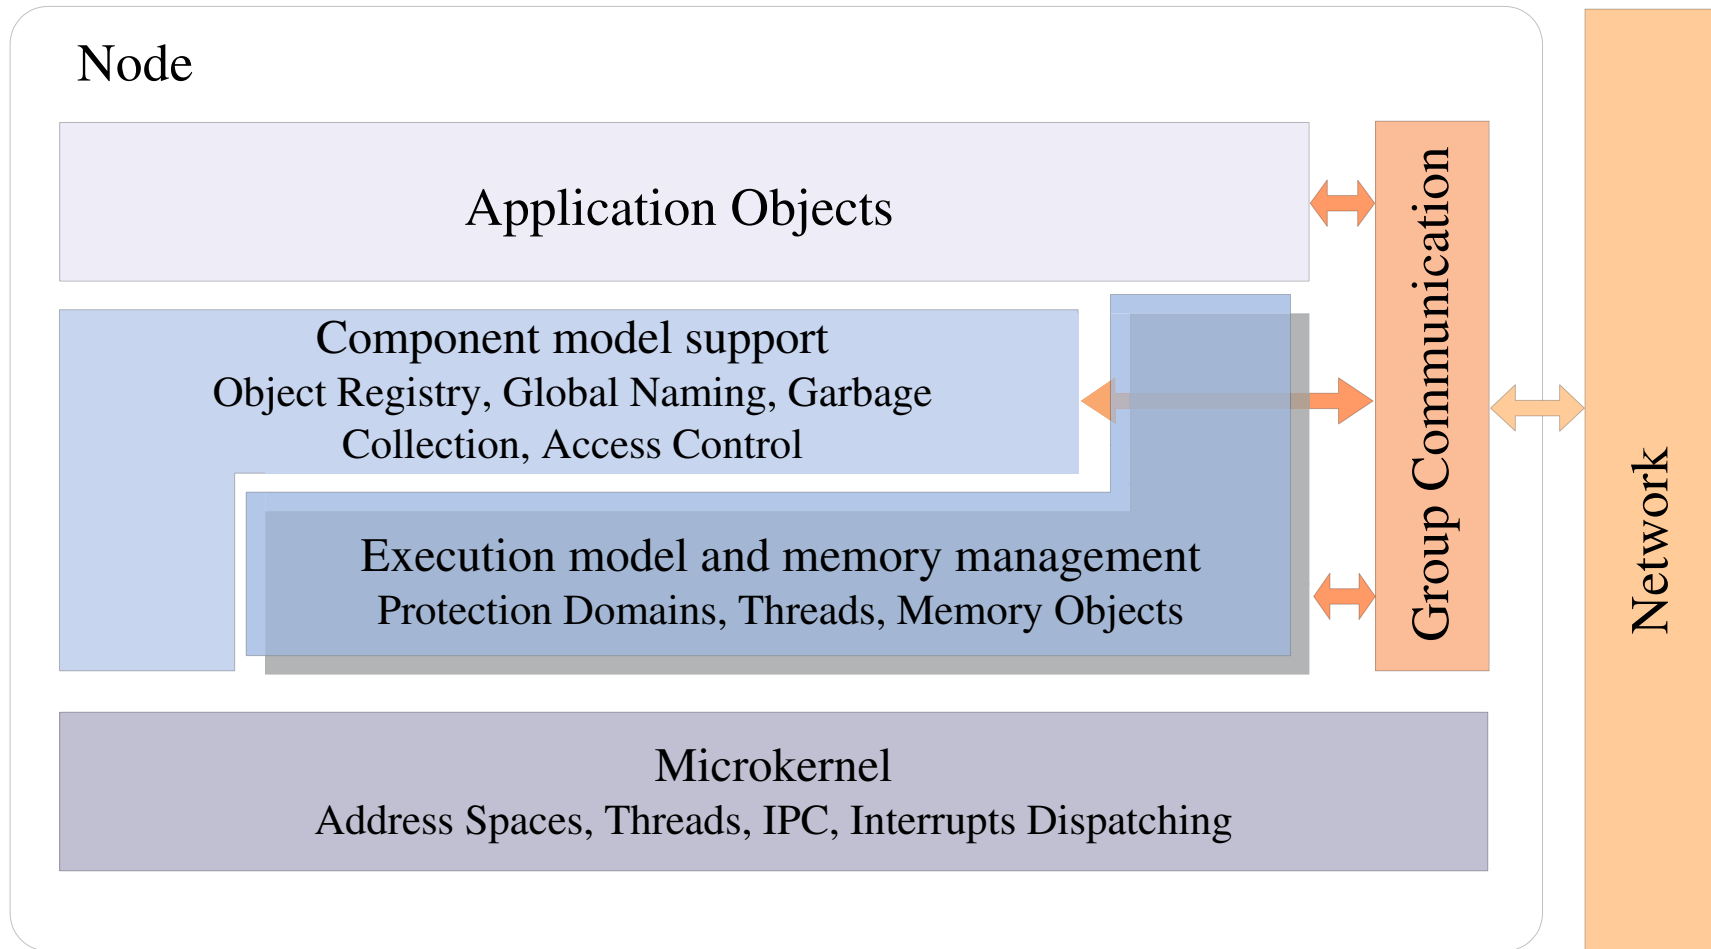 Node
Application Objects
Component model support
Object Registry, Global Naming, Garbage
Collection, Access Control
Execution model and memory management
Protection Domains, Threads, Memory Objects
Microkernel
Address Spaces, Threads, IPC, Interrupts Dispatching
Group Communication
Network